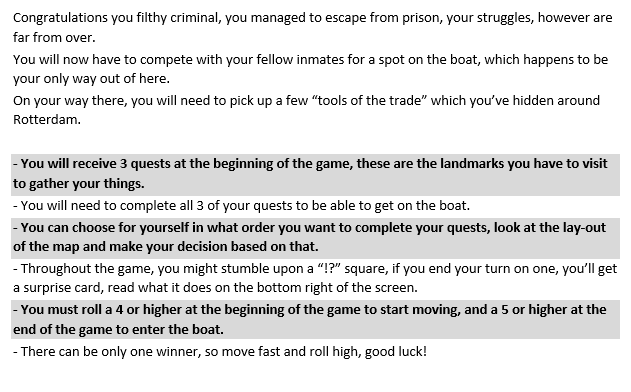 Congratulations you filthy criminal, you managed to escape from prison, your struggles, however are
far from over.
You will now have to compete with your fellow inmates for a spot on the boat, which happens to be
your only way out of here.
On your way there, you will need to pick up a few “tools of the trade” which you’ve hidden around
Rotterdam.
- You will receive 3 quests at the beginning of the game, these are the landmarks you have to visit
to gather your things.
- You will need to complete all 3 of your quests to be able to get on the boat.
- You can choose for yourself in what order you want to complete your quests, look at the lay-out
of the map and make your decision based on that.
- Throughout the game, you might stumble upon a “!?” square, if you end your turn on one, you’ll get
a surprise card, read what it does on the bottom right of the screen.
- You must roll a 4 or higher at the beginning of the game to start moving, and a 5 or higher at the
end of the game to enter the boat.
- There can be only one winner, so move fast and roll high, good luck!